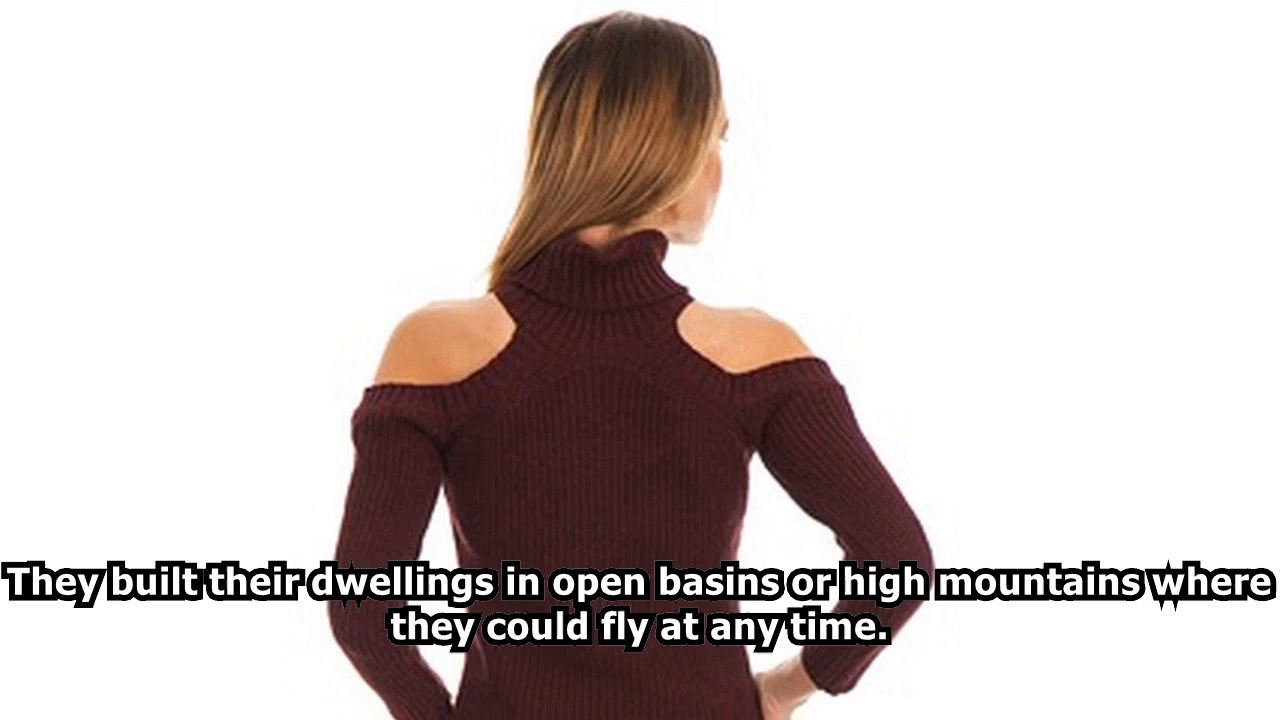 They built their dwellings in open basins or high mountains where
they could fly at any time.